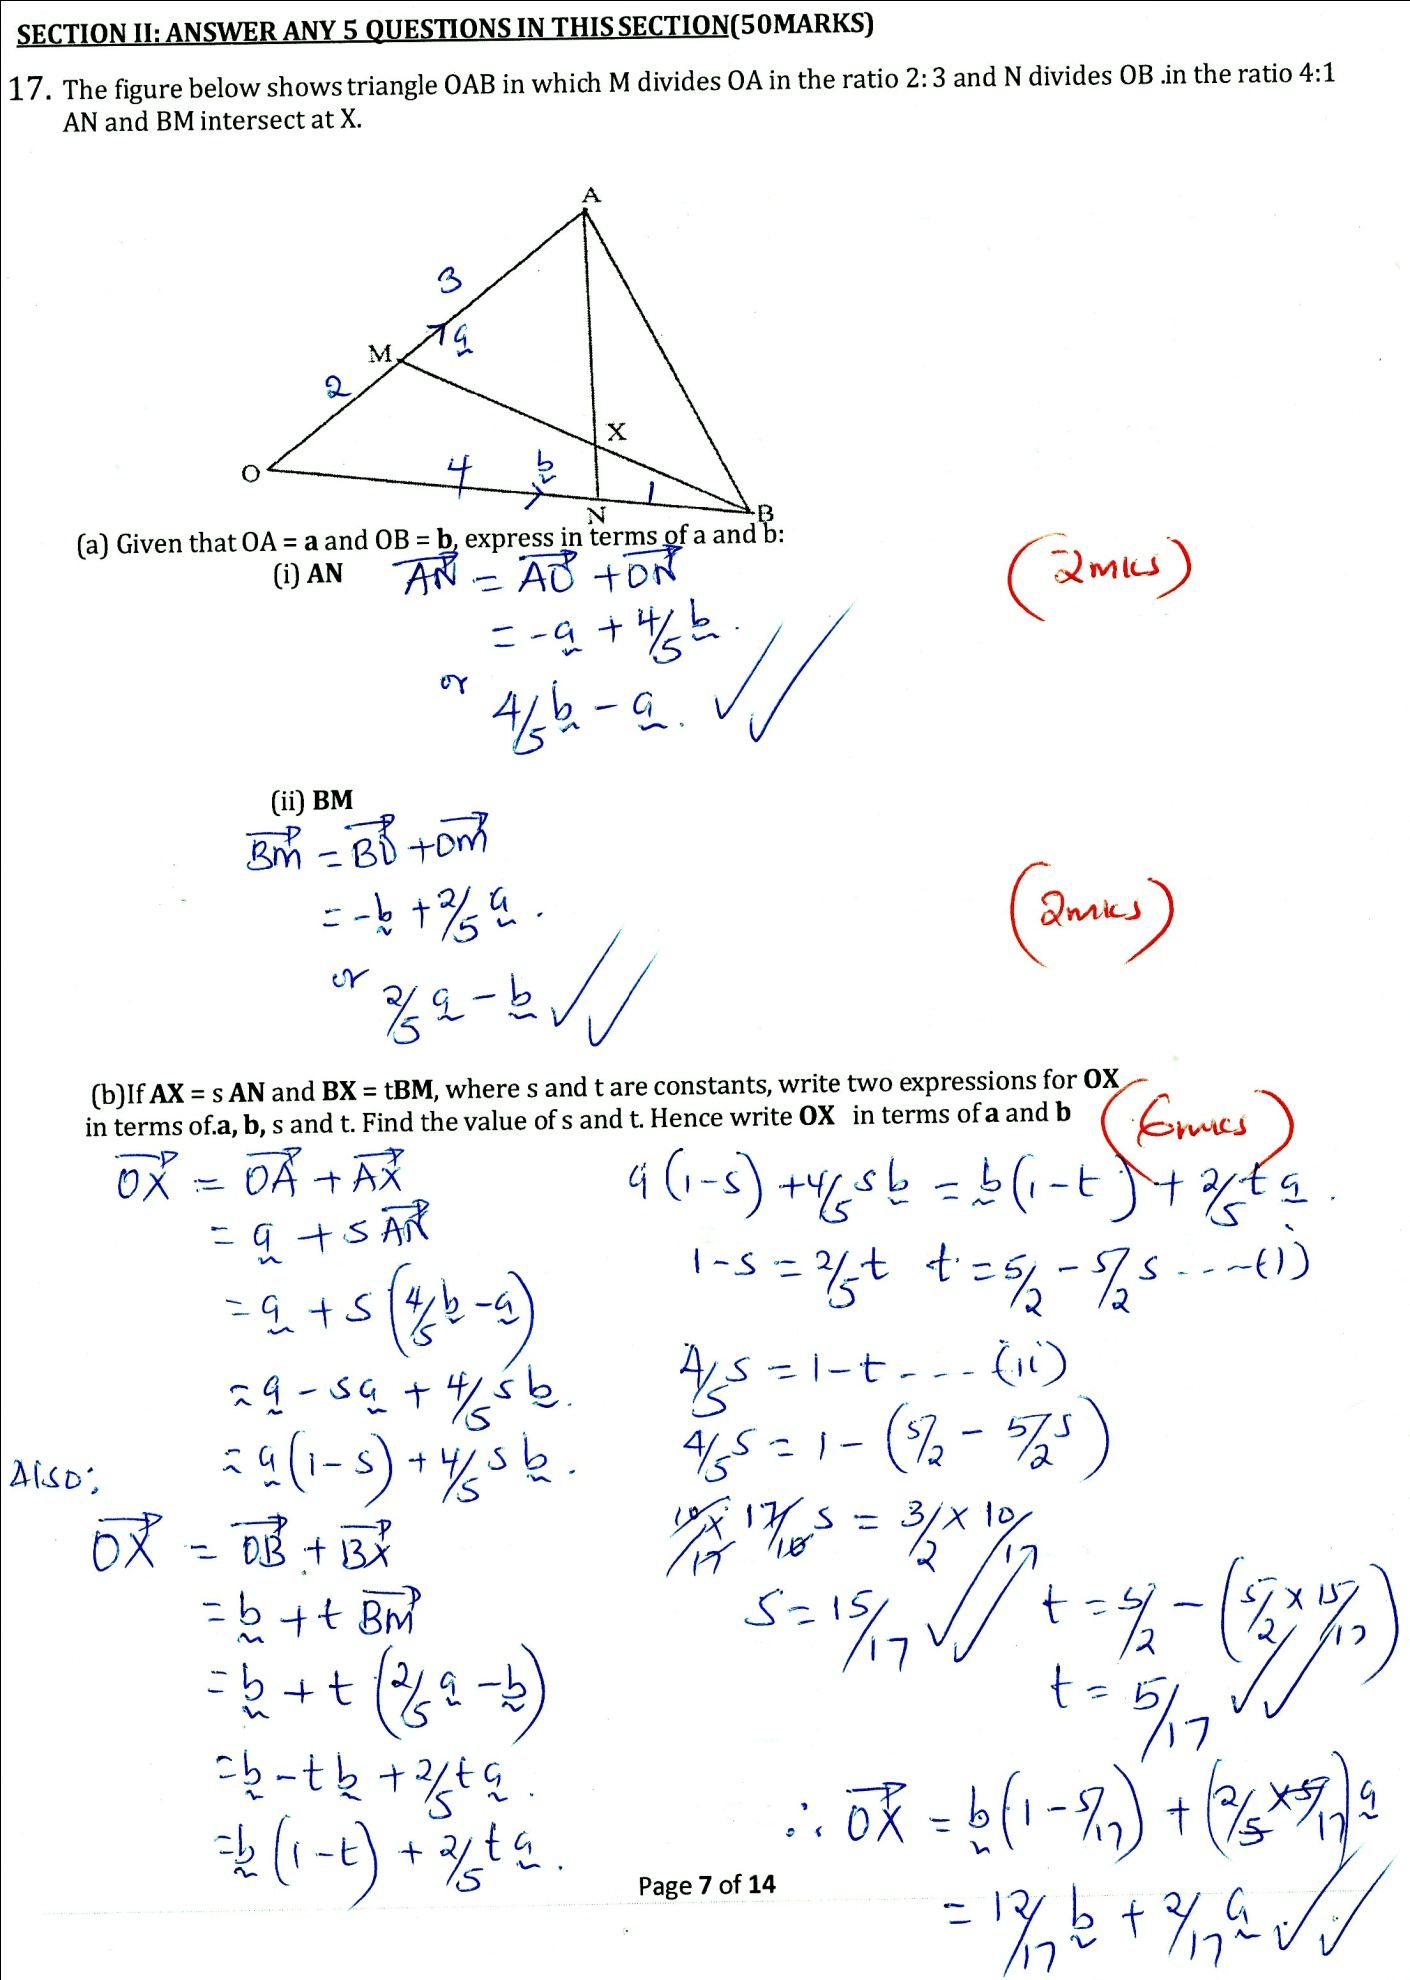 SECTION II: ANSWER ANY 5 QUESTIONS IN THIS SECTION(50MARKS)
17. The figure below shows triangle OAB in which M divides OA in the ratio 2: 3 and N divides OB .in the ratio 4:1
AN and BM intersect at X.
A
3
a
M
2
X
O
4
b
1
N
B
(a) Given that OA = a and OB = b, express in terms of a and b:
(i) AN
AN = AO + ON
(2mks)
= -a + 4/5 b.
or
4/5 b - a. ✓✓
(ii) BM
BM = BO + OM
= -b + 2/5 a.
(2mks)
or
2/5 a - b ✓✓
(b)If AX = s AN and BX = tBM, where s and t are constants, write two expressions for OX
in terms of.a, b, s and t. Find the value of s and t. Hence write OX in terms of a and b
(6mks)
OX = OA + AX
= a + s AN
= a + s (4/5 b - a)
= a - sa + 4/5 s b.
= a (1-s) + 4/5 s b.
Also;
OX = OB + BX
= b + t BM
= b + t (2/5 a - b)
= b - t b + 2/5 t a.
= b (1-t) + 2/5 t a.
a (1-s) + 4/5 s b = b (1-t) + 2/5 t a.
1-s = 2/5 t t = 5/2 - 5/2 s ---- (i)
4/5 s = 1-t ---- (ii)
4/5 s = 1 - (5/2 - 5/2 s)
10/17 x 17/10 s = 3/2 x 10/17
s = 15/17 ✓✓
t = 5/2 - (5/2 x 15/17)
t = 5/17 ✓✓
∴ OX = b (1 - 5/17) + (2/5 x 5/17) a
= 12/17 b + 2/17 a ✓✓
Page 7 of 14